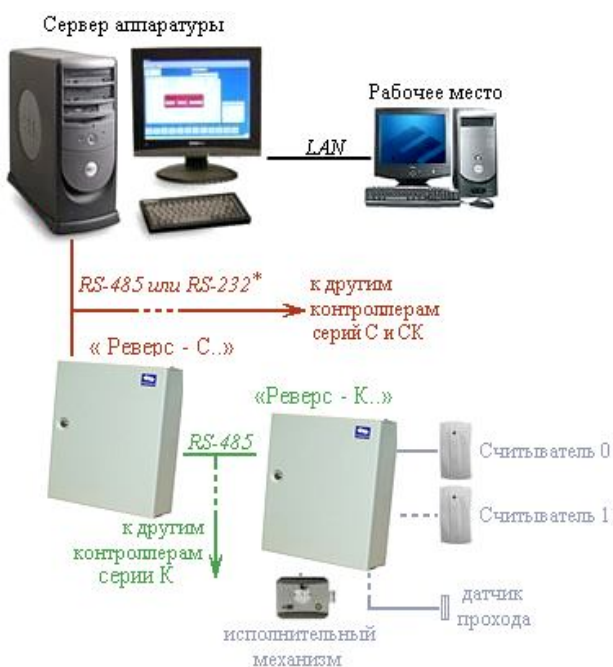 Сервер аппаратуры
Рабочее место
LAN
RS-485 или RS-232*
к другим
контроллерам
серий С и СК
« Реверс - С..»
«Реверс - К..»
RS-485
Считыватель 0
Считыватель 1
к другим
контроллерам
серии К
датчик
прохода
исполнительный
механизм